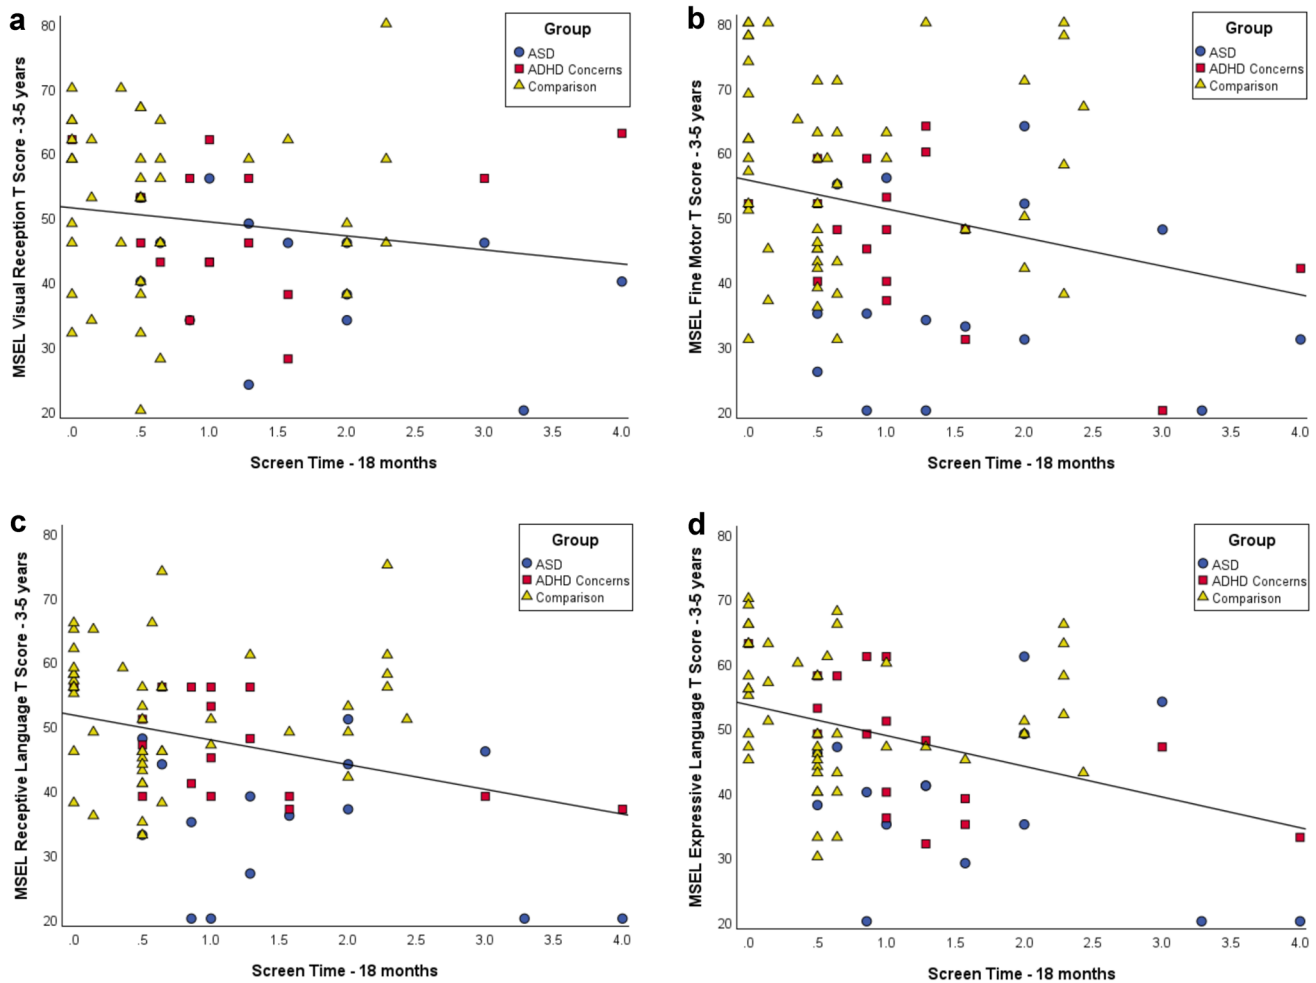 a
MSEL Visual Reception T Score - 3-5 years
80
70
60
50
40
30
20
.0 .5 1.0 1.5 2.0 2.5 3.0 3.5 4.0
Screen Time - 18 months
Group
ASD
ADHD Concerns
Comparison
b
MSEL Fine Motor T Score - 3-5 years
80
70
60
50
40
30
20
.0 .5 1.0 1.5 2.0 2.5 3.0 3.5 4.0
Screen Time - 18 months
Group
ASD
ADHD Concerns
Comparison
c
MSEL Receptive Language T Score - 3-5 years
80
70
60
50
40
30
20
.0 .5 1.0 1.5 2.0 2.5 3.0 3.5 4.0
Screen Time - 18 months
Group
ASD
ADHD Concerns
Comparison
d
MSEL Expressive Language T Score - 3-5 years
80
70
60
50
40
30
20
.0 .5 1.0 1.5 2.0 2.5 3.0 3.5 4.0
Screen Time - 18 months
Group
ASD
ADHD Concerns
Comparison